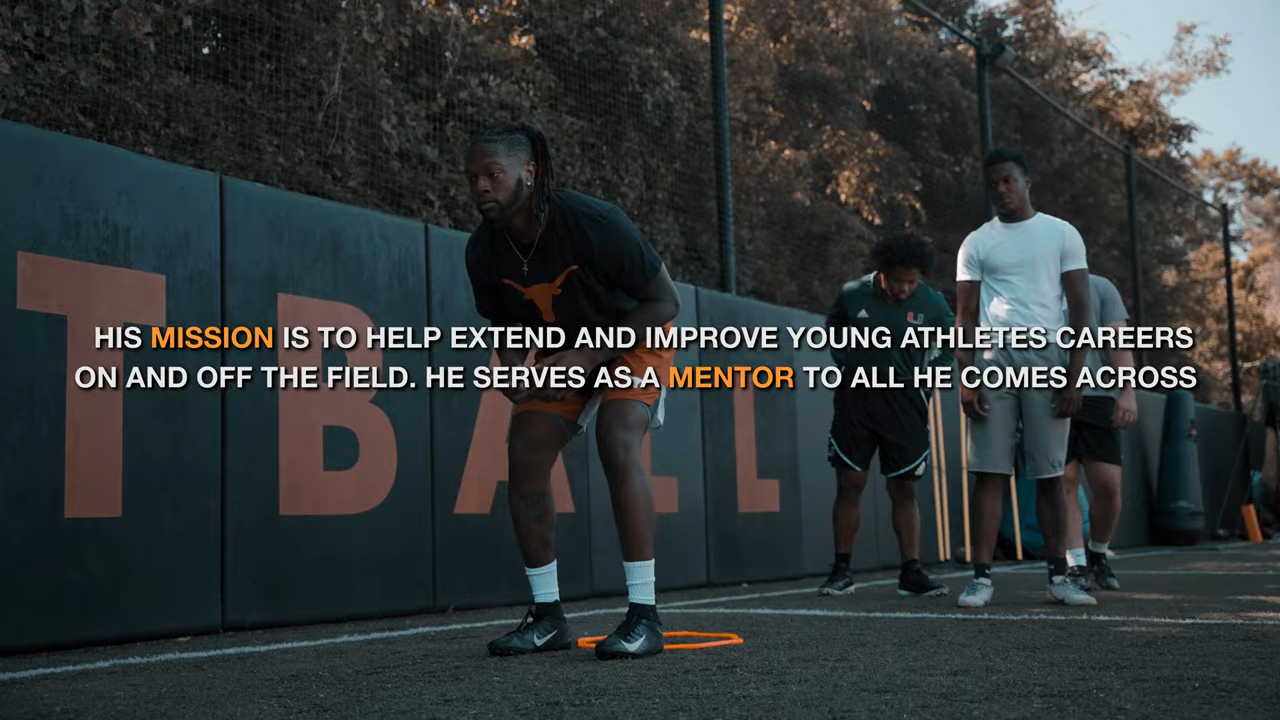 HIS MISSION IS TO HELP EXTEND AND IMPROVE YOUNG ATHLETES CAREERS
ON AND OFF THE FIELD. HE SERVES AS A MENTOR TO ALL HE COMES ACROSS
T BALL
U